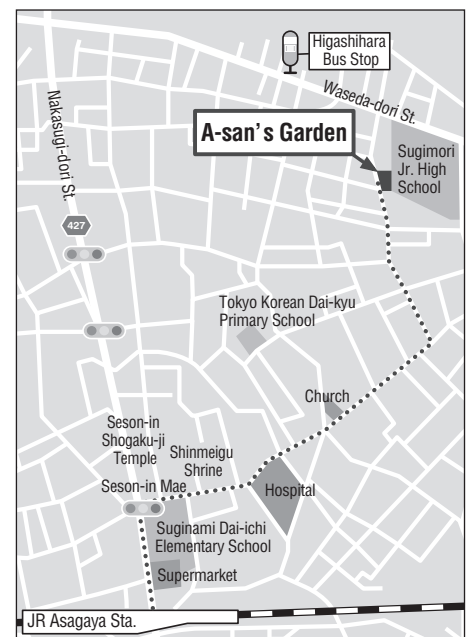 Higashihara
Bus Stop
Waseda-dori St.
Nakasugi-dori St.
A-san's Garden
Sugimori
Jr. High
School
427
Tokyo Korean Dai-kyu
Primary School
Church
Seson-in
Shogaku-ji
Temple
Shinmeigu
Shrine
Seson-in Mae
Hospital
Suginami Dai-ichi
Elementary School
Supermarket
JR Asagaya Sta.